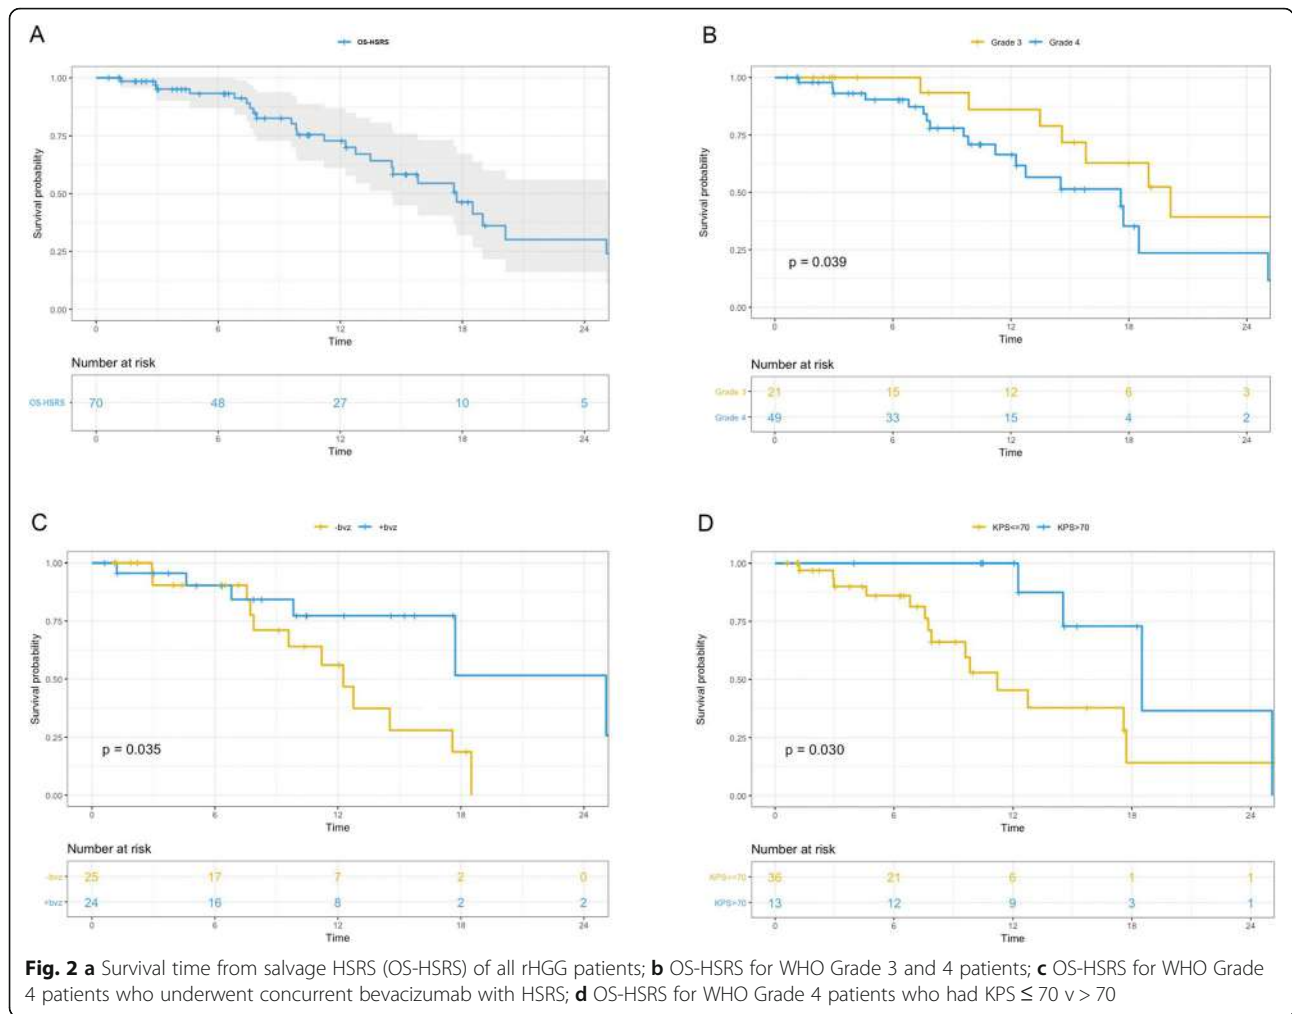 A
OS-HSRS
Survival probability
1.00
0.75
0.50
0.25
0.00
0 6 12 18 24
Time
Number at risk
OS-HSRS 70 48 27 10 5
0 6 12 18 24
Time
B
Grade 3 Grade 4
Survival probability
1.00
0.75
0.50
0.25
0.00
p = 0.039
0 6 12 18 24
Time
Number at risk
Grade 3 21 15 12 6 3
Grade 4 49 33 15 4 2
0 6 12 18 24
Time
C
-bvz +bvz
Survival probability
1.00
0.75
0.50
0.25
0.00
p = 0.035
0 6 12 18 24
Time
Number at risk
-bvz 25 17 7 2 0
+bvz 24 16 8 2 2
0 6 12 18 24
Time
D
KPS<=70 KPS>70
Survival probability
1.00
0.75
0.50
0.25
0.00
p = 0.030
0 6 12 18 24
Time
Number at risk
KPS<=70 36 21 6 1 1
KPS>70 13 12 9 3 1
0 6 12 18 24
Time
Fig. 2 a Survival time from salvage HSRS (OS-HSRS) of all rHGG patients; b OS-HSRS for WHO Grade 3 and 4 patients; c OS-HSRS for WHO Grade
4 patients who underwent concurrent bevacizumab with HSRS; d OS-HSRS for WHO Grade 4 patients who had KPS ≤ 70 v > 70